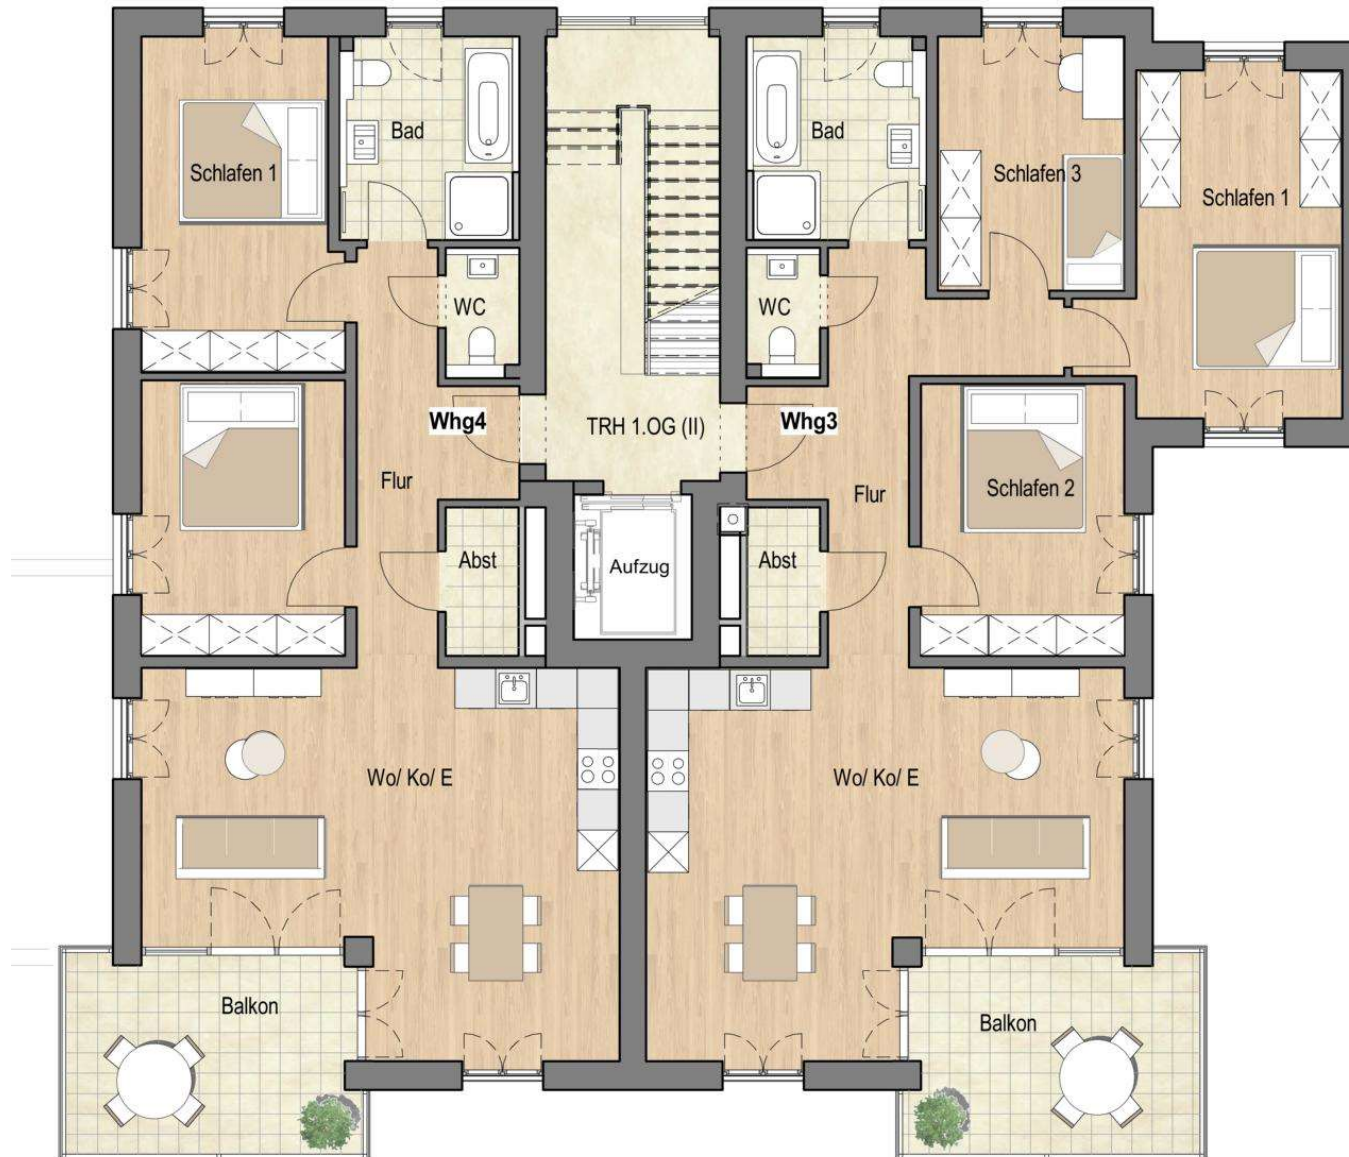 Bad
Bad
Schlafen 1
Schlafen 3
Schlafen 1
WC
WC
Whg4
TRH 1.OG (II)
Whg3
Flur
Flur
Schlafen 2
Abst
Aufzug
Abst
Wo/ Ko/ E
Wo/ Ko/ E
Balkon
Balkon